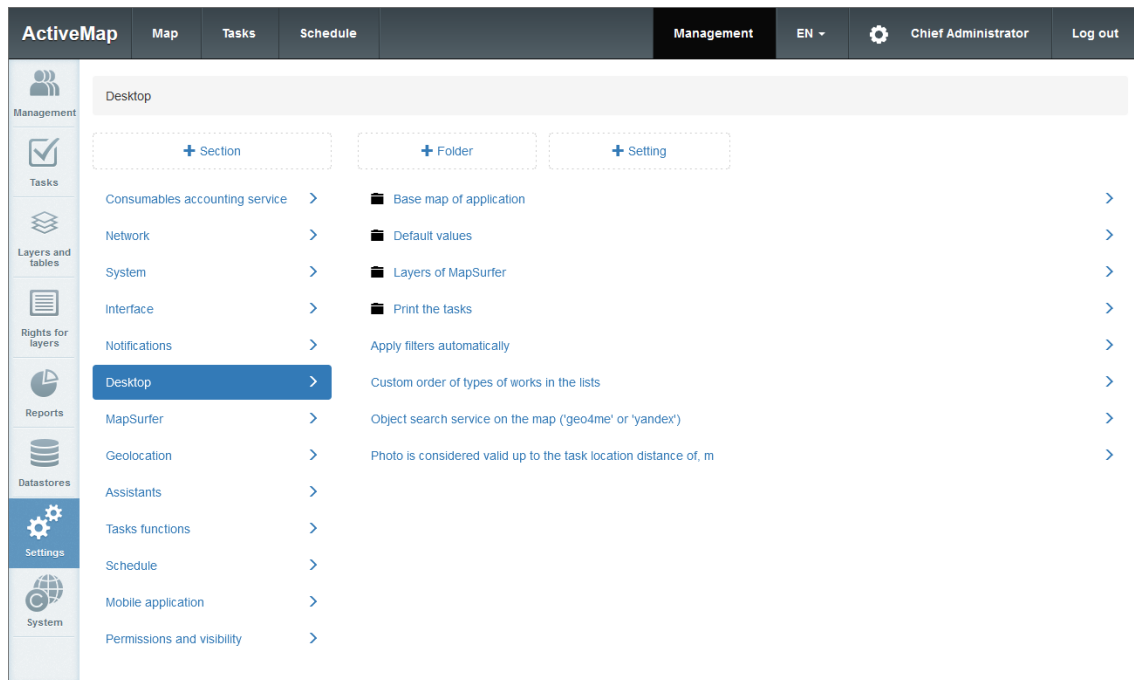 ActiveMap Map Tasks Schedule Management EN Chief Administrator Log out
Management
Tasks
Layers and
tables
Rights for
layers
Reports
Datastores
Settings
System
Desktop
+ Section
+ Folder
+ Setting
Consumables accounting service
Network
System
Interface
Notifications
Desktop
MapSurfer
Geolocation
Assistants
Tasks functions
Schedule
Mobile application
Permissions and visibility
Base map of application
Default values
Layers of MapSurfer
Print the tasks
Apply filters automatically
Custom order of types of works in the lists
Object search service on the map ('geo4me' or 'yandex')
Photo is considered valid up to the task location distance of, m